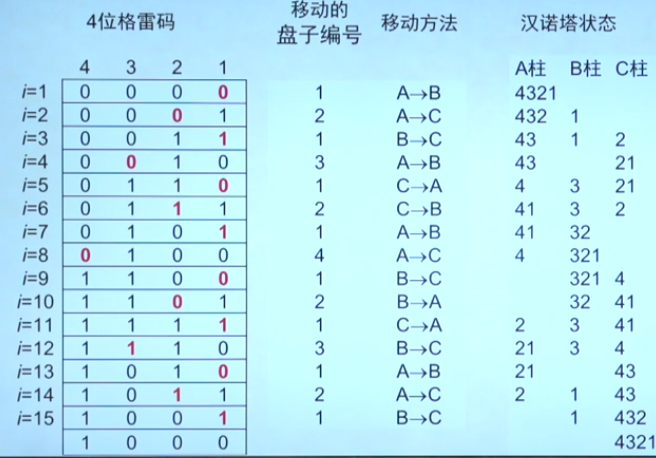 4位格雷码 移动的 盘子编号 移动方法 汉诺塔状态
4 3 2 1 A柱 B柱 C柱
i=1 0 0 0 0 1 A→B 4321
i=2 0 0 0 1 2 A→C 432 1
i=3 0 0 1 1 1 B→C 43 1 2
i=4 0 0 1 0 3 A→B 43 21
i=5 0 1 1 0 1 C→A 4 3 21
i=6 0 1 1 1 2 C→B 41 3 2
i=7 0 1 0 1 1 A→B 41 32
i=8 0 1 0 0 4 A→C 4 321
i=9 1 1 0 0 1 B→C 321 4
i=10 1 1 0 1 2 B→A 32 41
i=11 1 1 1 1 1 C→A 2 3 41
i=12 1 1 1 0 3 B→C 21 3 4
i=13 1 0 1 0 1 A→B 21 43
i=14 1 0 1 1 2 A→C 2 1 43
i=15 1 0 0 1 1 B→C 1 432
1 0 0 0 4321